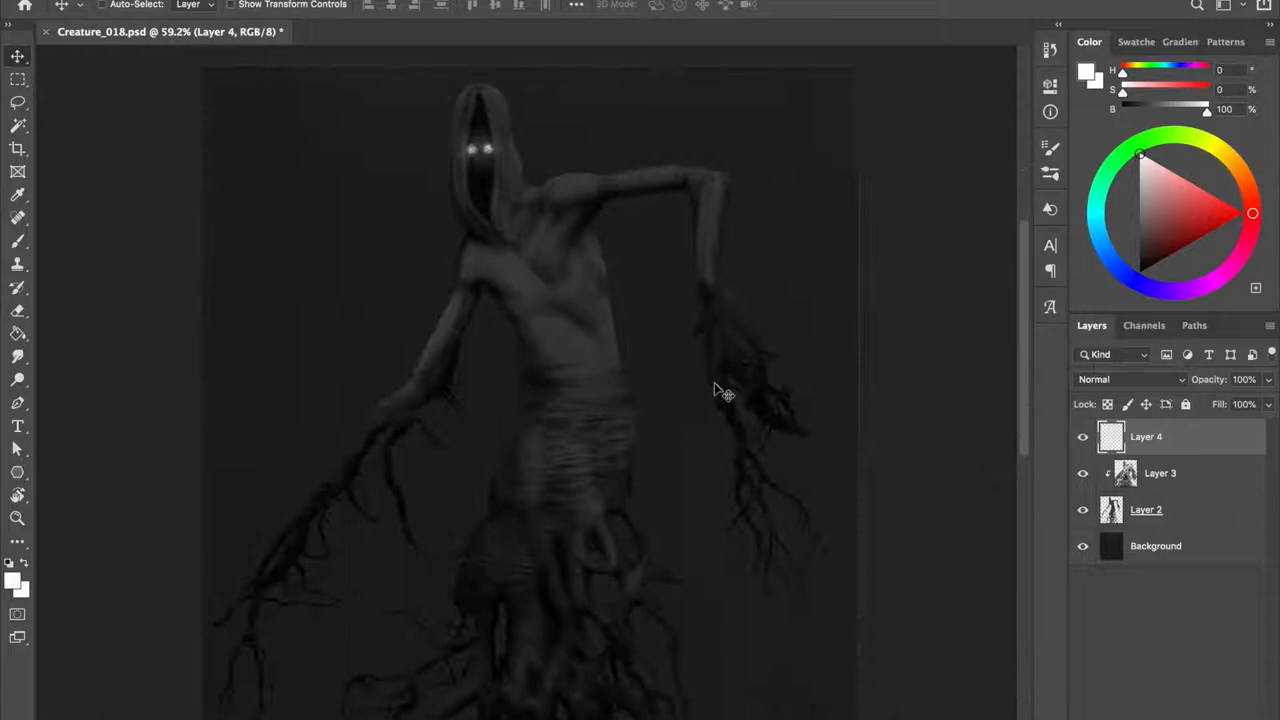 Auto-Select: Layer Show Transform Controls 3D Mode:
Creature_018.psd @ 59.2% (Layer 4, RGB/8) *
Color Swatche Gradien Patterns
H 0 °
S 0 %
B 100 %
Layers Channels Paths
Kind
Normal Opacity: 100%
Lock: Fill: 100%
Layer 4
Layer 3
Layer 2
Background